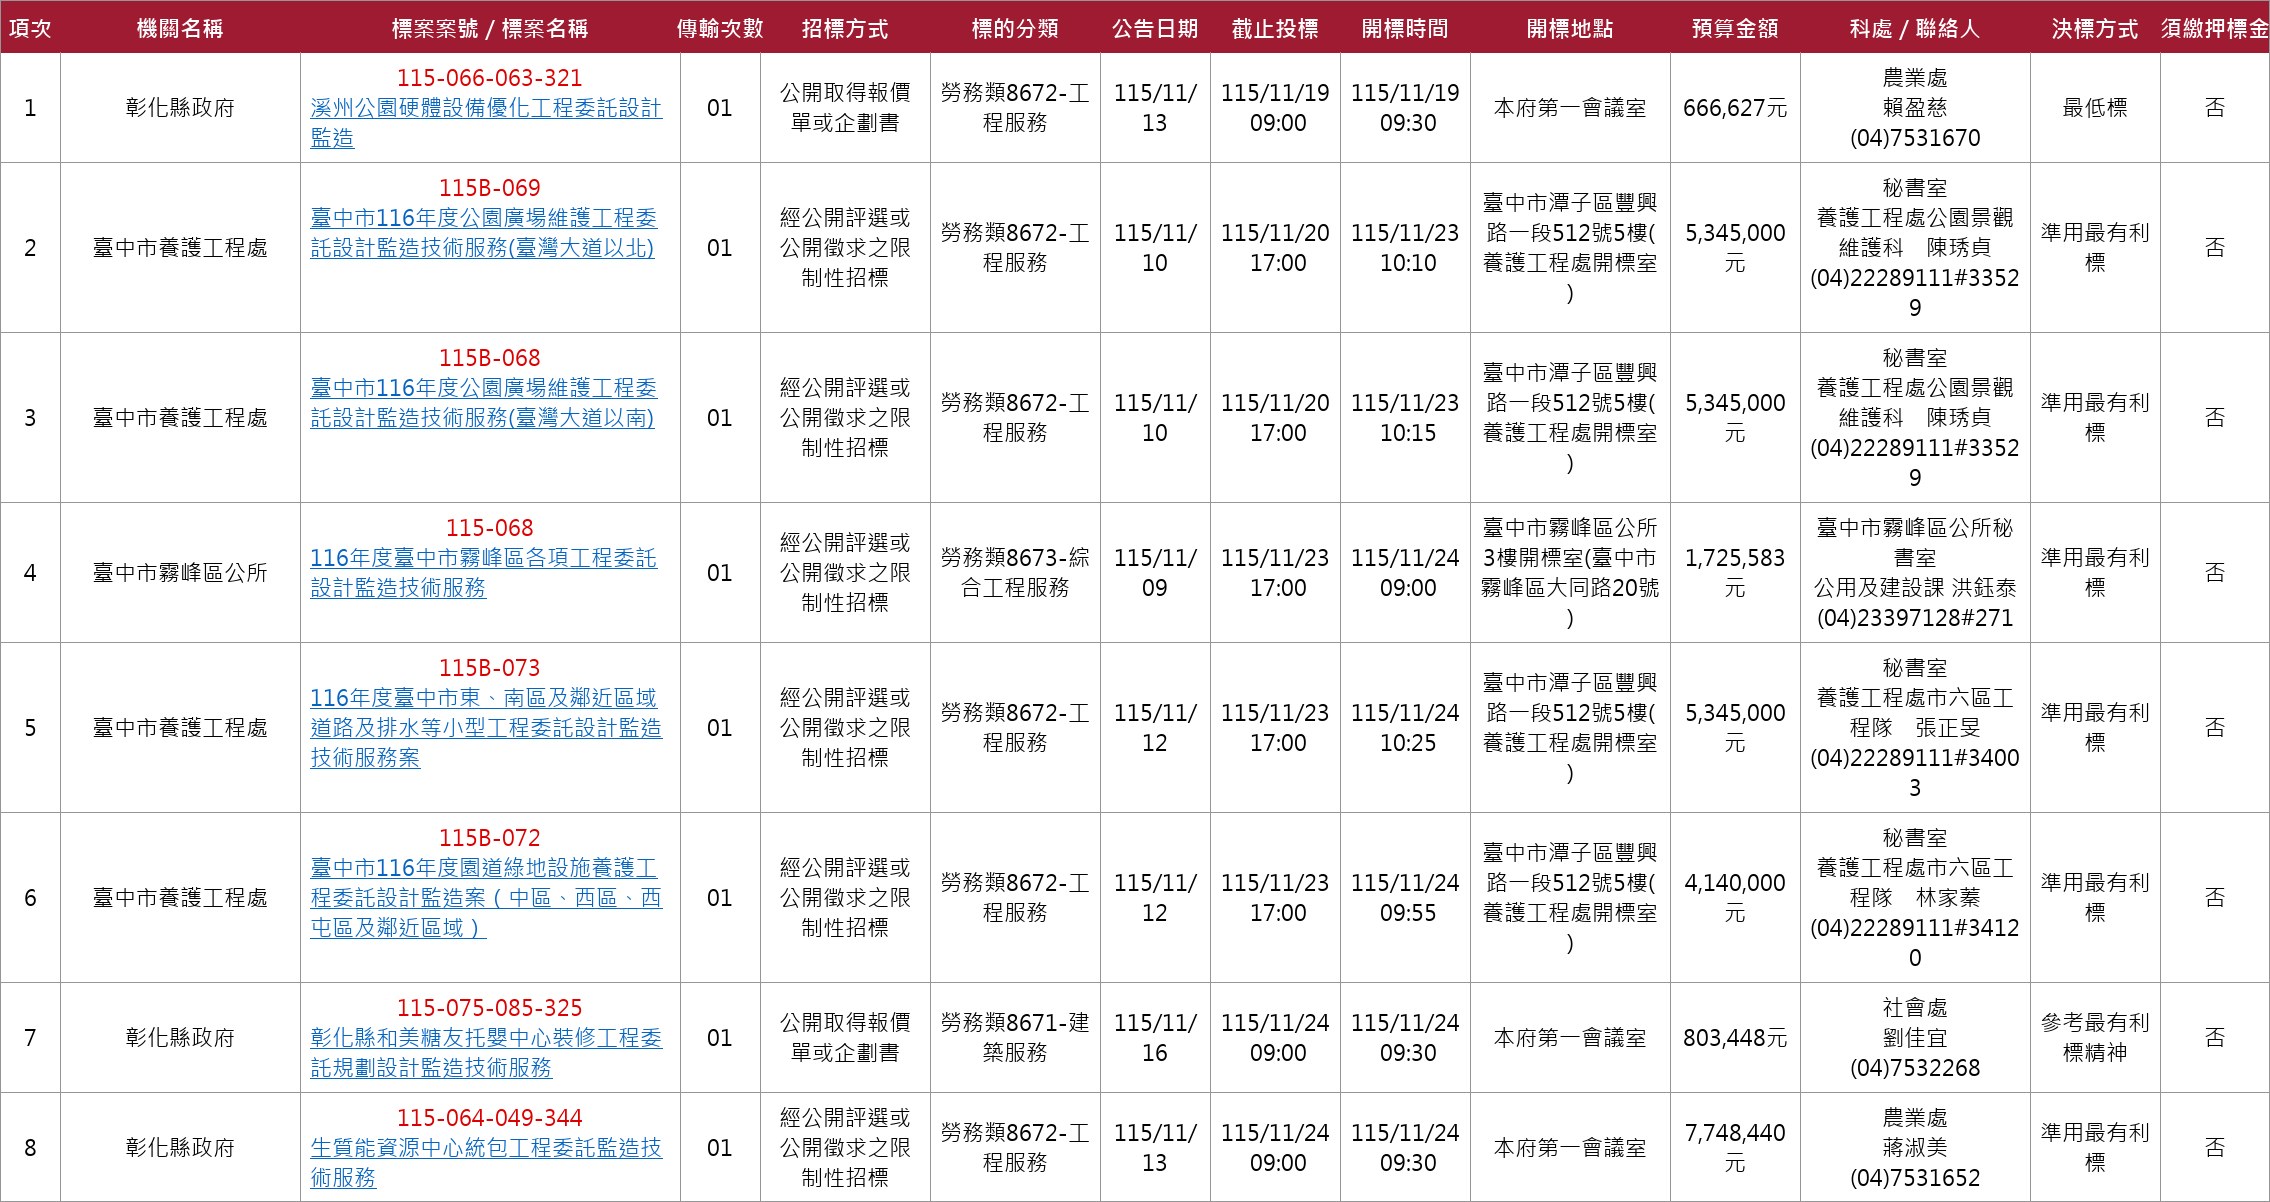 項次 機關名稱 標案案號 / 標案名稱 傳輸次數 招標方式 標的分類 公告日期 截止投標 開標時間 開標地點 預算金額 科處 / 聯絡人 決標方式 須繳押標金
1
彰化縣政府
115-066-063-321
溪州公園硬體設備優化工程委託設計
監造
01
公開取得報價
單或企劃書
勞務類8672-工
程服務
115/11/
13
115/11/19
09:00
115/11/19
09:30
本府第一會議室
666,627元
農業處
賴盈慈
(04)7531670
最低標
否
2
臺中市養護工程處
115B-069
臺中市116年度公園廣場維護工程委
託設計監造技術服務(臺灣大道以北)
01
經公開評選或
公開徵求之限
制性招標
勞務類8672-工
程服務
115/11/
10
115/11/20
17:00
115/11/23
10:10
臺中市潭子區豐興
路一段512號5樓(
養護工程處開標室
)
5,345,000
元
秘書室
養護工程處公園景觀
維護科　陳琇貞
(04)22289111#3352
9
準用最有利
標
否
3
臺中市養護工程處
115B-068
臺中市116年度公園廣場維護工程委
託設計監造技術服務(臺灣大道以南)
01
經公開評選或
公開徵求之限
制性招標
勞務類8672-工
程服務
115/11/
10
115/11/20
17:00
115/11/23
10:15
臺中市潭子區豐興
路一段512號5樓(
養護工程處開標室
)
5,345,000
元
秘書室
養護工程處公園景觀
維護科　陳琇貞
(04)22289111#3352
9
準用最有利
標
否
4
臺中市霧峰區公所
115-068
116年度臺中市霧峰區各項工程委託
設計監造技術服務
01
經公開評選或
公開徵求之限
制性招標
勞務類8673-綜
合工程服務
115/11/
09
115/11/23
17:00
115/11/24
09:00
臺中市霧峰區公所
3樓開標室(臺中市
霧峰區大同路20號
)
1,725,583
元
臺中市霧峰區公所秘
書室
公用及建設課 洪鈺泰
(04)23397128#271
準用最有利
標
否
5
臺中市養護工程處
115B-073
116年度臺中市東、南區及鄰近區域
道路及排水等小型工程委託設計監造
技術服務案
01
經公開評選或
公開徵求之限
制性招標
勞務類8672-工
程服務
115/11/
12
115/11/23
17:00
115/11/24
10:25
臺中市潭子區豐興
路一段512號5樓(
養護工程處開標室
)
5,345,000
元
秘書室
養護工程處市六區工
程隊　張正旻
(04)22289111#3400
3
準用最有利
標
否
6
臺中市養護工程處
115B-072
臺中市116年度園道綠地設施養護工
程委託設計監造案（中區、西區、西
屯區及鄰近區域）
01
經公開評選或
公開徵求之限
制性招標
勞務類8672-工
程服務
115/11/
12
115/11/23
17:00
115/11/24
09:55
臺中市潭子區豐興
路一段512號5樓(
養護工程處開標室
)
4,140,000
元
秘書室
養護工程處市六區工
程隊　林家蓁
(04)22289111#3412
0
準用最有利
標
否
7
彰化縣政府
115-075-085-325
彰化縣和美糖友托嬰中心裝修工程委
託規劃設計監造技術服務
01
公開取得報價
單或企劃書
勞務類8671-建
築服務
115/11/
16
115/11/24
09:00
115/11/24
09:30
本府第一會議室
803,448元
社會處
劉佳宜
(04)7532268
參考最有利
標精神
否
8
彰化縣政府
115-064-049-344
生質能資源中心統包工程委託監造技
術服務
01
經公開評選或
公開徵求之限
制性招標
勞務類8672-工
程服務
115/11/
13
115/11/24
09:00
115/11/24
09:30
本府第一會議室
7,748,440
元
農業處
蔣淑美
(04)7531652
準用最有利
標
否